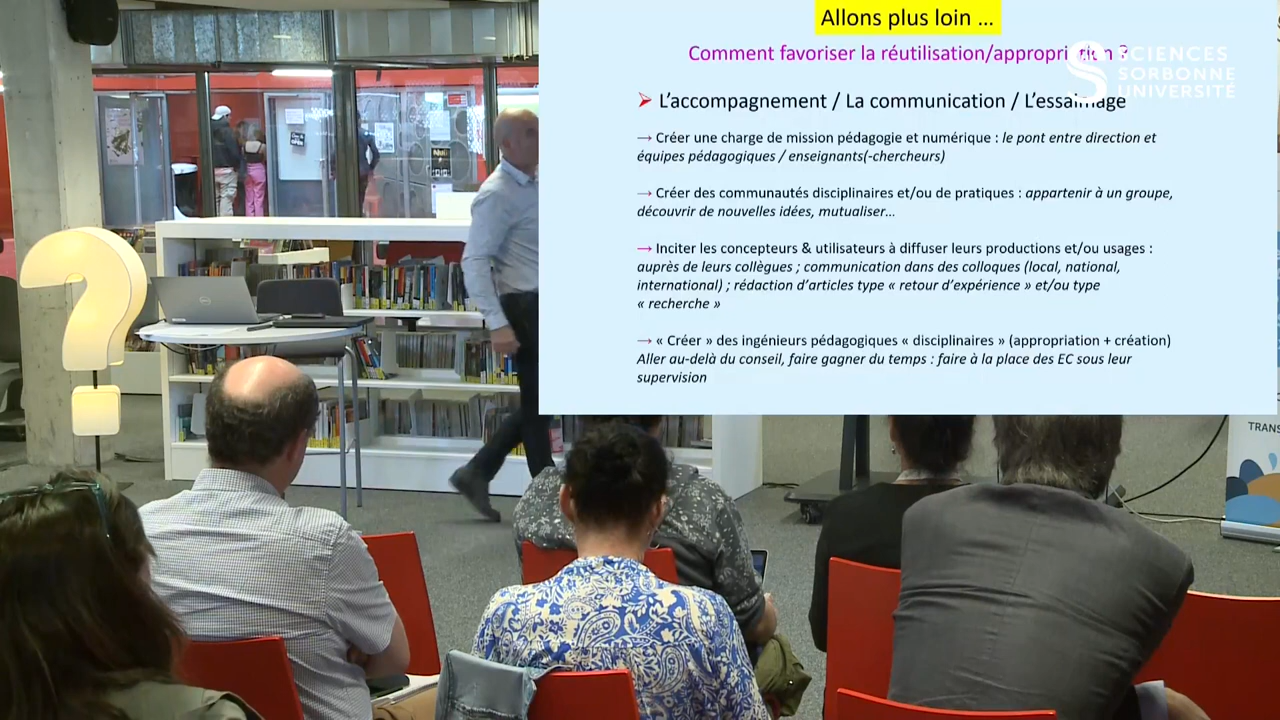 Allons plus loin ...
Comment favoriser la réutilisation/appropriation ?
SCIENCES
SORBONNE
UNIVERSITÉ
➢ L'accompagnement / La communication / L'essaimage
→ Créer une charge de mission pédagogie et numérique : le pont entre direction et
équipes pédagogiques / enseignants(-chercheurs)
→ Créer des communautés disciplinaires et/ou de pratiques : appartenir à un groupe,
découvrir de nouvelles idées, mutualiser...
→ Inciter les concepteurs & utilisateurs à diffuser leurs productions et/ou usages :
auprès de leurs collègues ; communication dans des colloques (local, national,
international) ; rédaction d'articles type « retour d'expérience » et/ou type
« recherche »
→ « Créer » des ingénieurs pédagogiques « disciplinaires » (appropriation + création)
Aller au-delà du conseil, faire gagner du temps : faire à la place des EC sous leur
supervision
TRANS